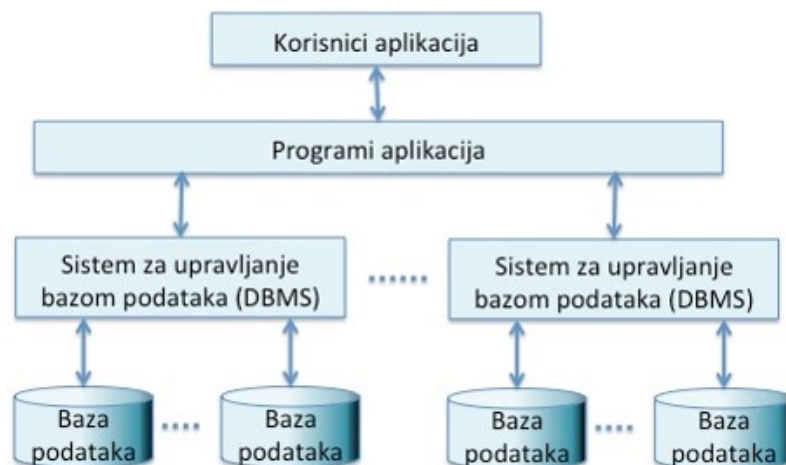 Korisnici aplikacija
Programi aplikacija
Sistem za upravljanje
bazom podataka (DBMS)
Sistem za upravljanje
bazom podataka (DBMS)
Baza
podataka
Baza
podataka
Baza
podataka
Baza
podataka